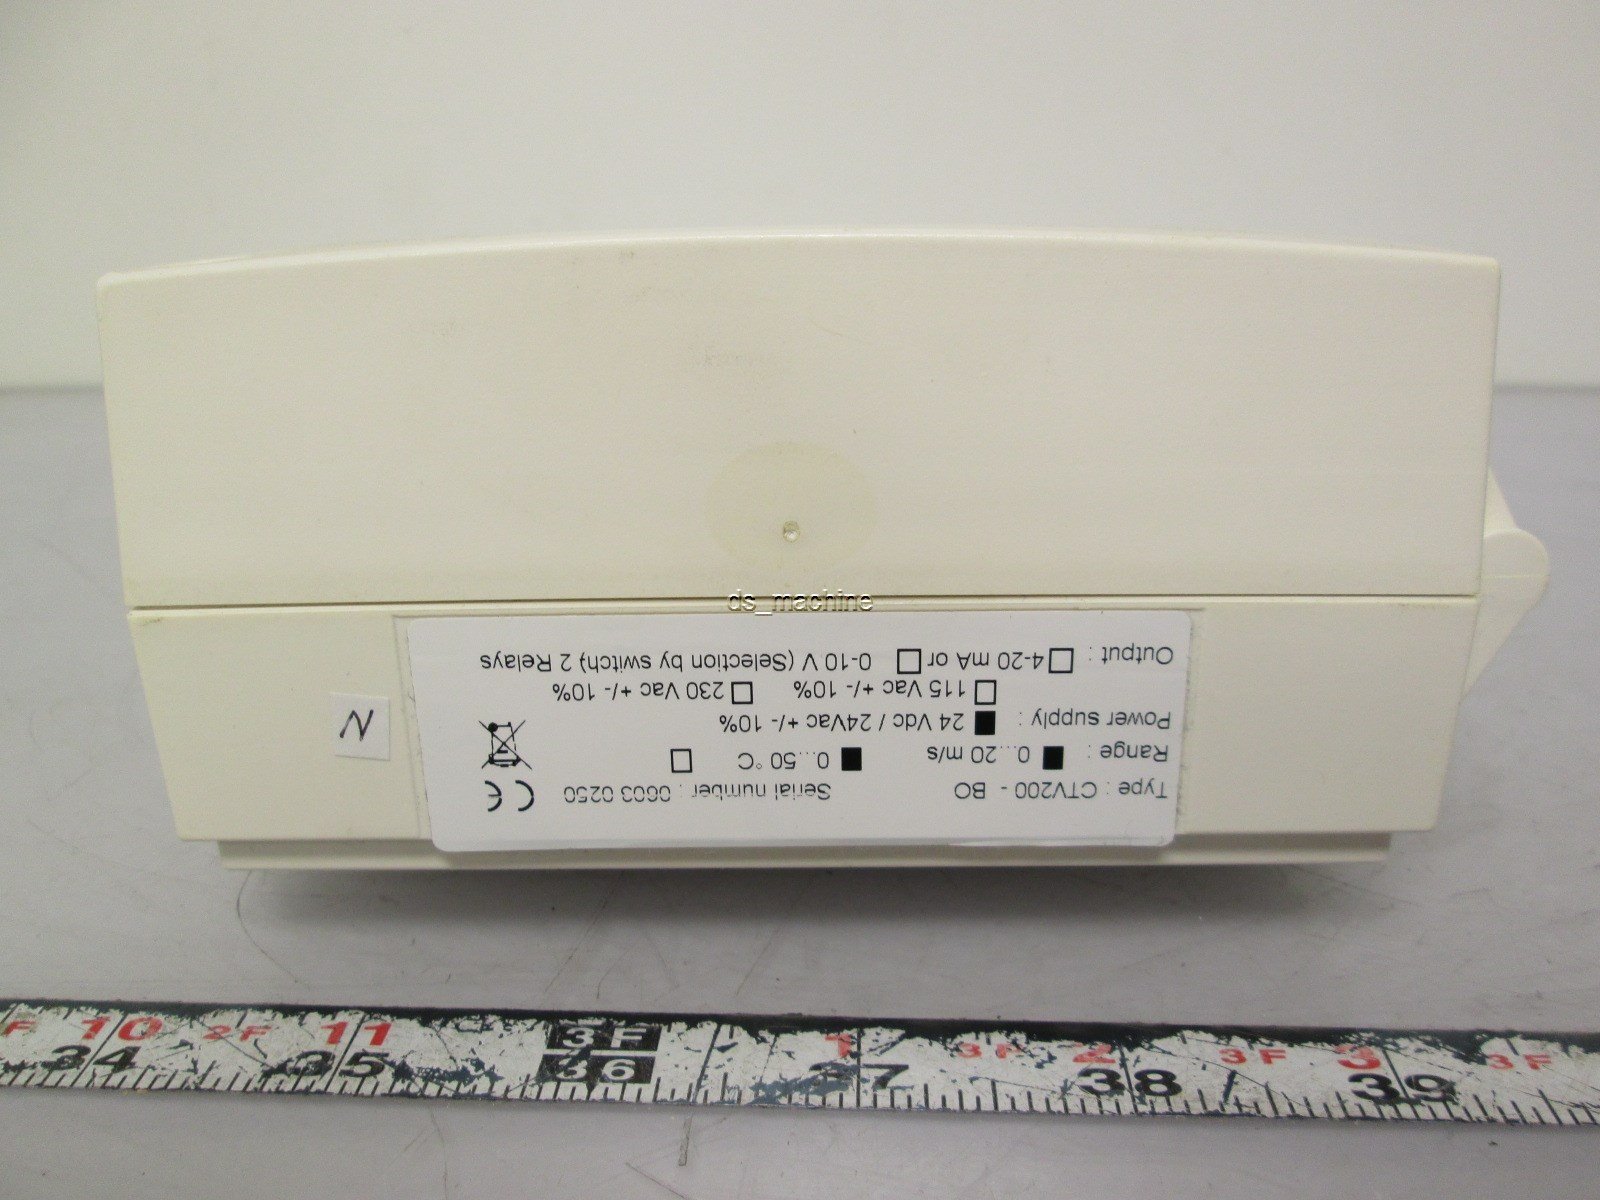 ds_machine
Type : CTV200 - BO Serial number : 0603 0250 CE
Range : ■ 0...20 m/s ■ 0...50 °C □
Power supply : ■ 24 Vdc / 24Vac +/- 10%
□ 115 Vac +/- 10% □ 230 Vac +/- 10%
Output : □ 4-20 mA or □ 0-10 V (Selection by switch) 2 Relays
N
F 10 2F 11 3F 1 3F 2 3F 3 3F
34 35 36 37 38 39